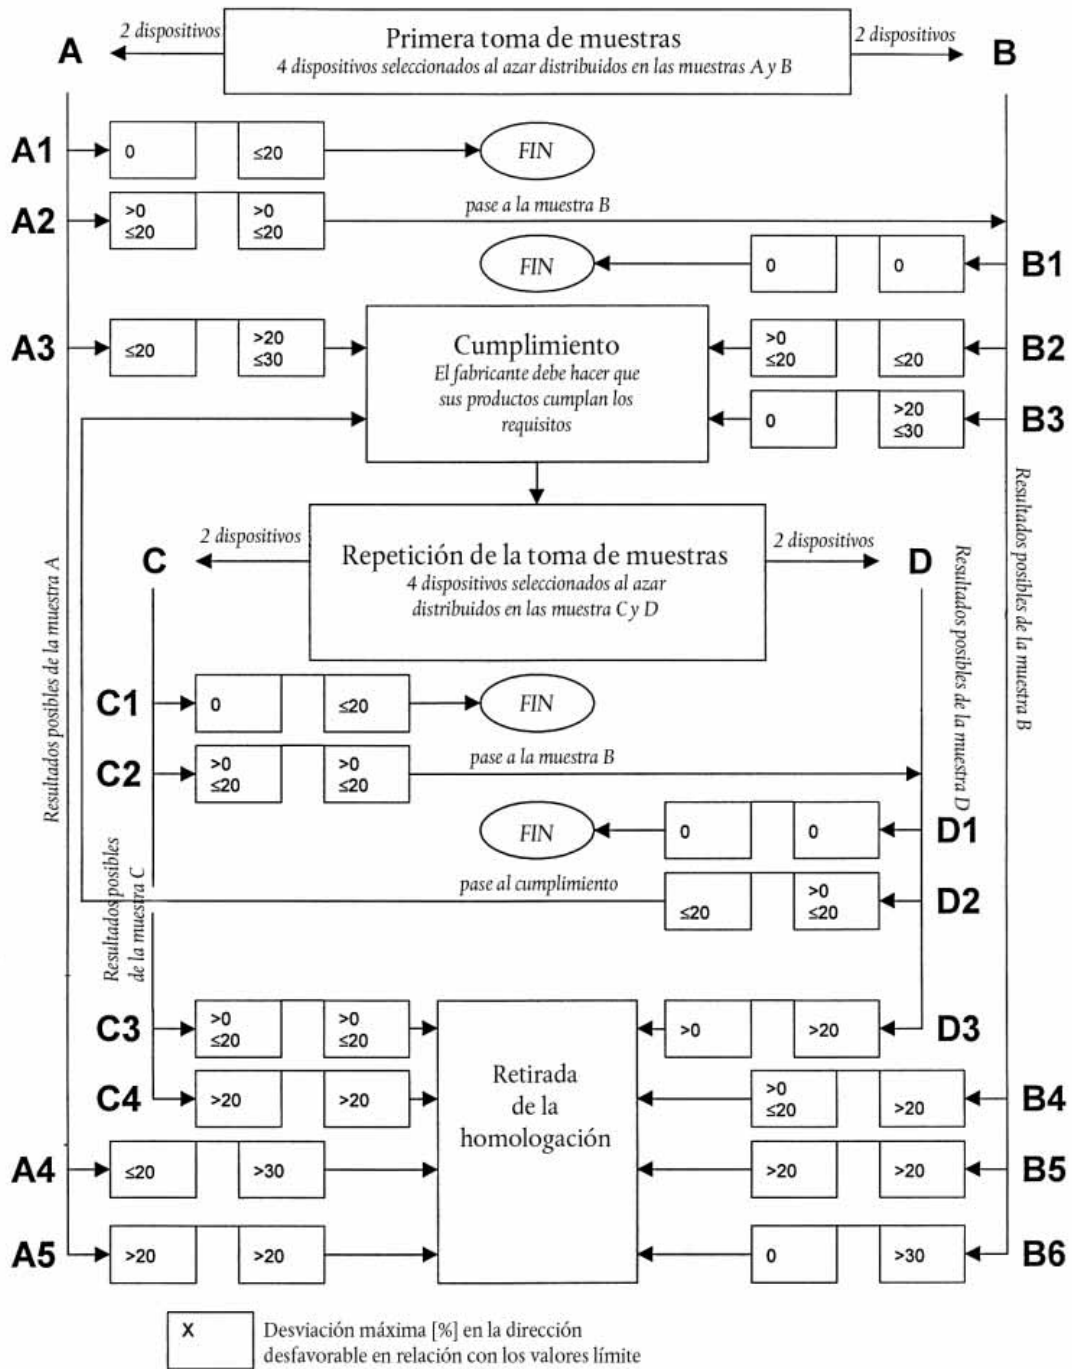 A
2 dispositivos
Primera toma de muestras
4 dispositivos seleccionados al azar distribuidos en las muestras A y B
2 dispositivos
B
A1
0
≤20
FIN
A2
>0
≤20
>0
≤20
pase a la muestra B
FIN
0
0
B1
A3
≤20
>20
≤30
Cumplimiento
El fabricante debe hacer que
sus productos cumplan los
requisitos
>0
≤20
≤20
B2
0
>20
≤30
B3
Resultados posibles de la muestra A
Resultados posibles de la muestra B
C
2 dispositivos
Repetición de la toma de muestras
4 dispositivos seleccionados al azar
distribuidos en las muestra C y D
2 dispositivos
D
Resultados posibles de la muestra D
C1
0
≤20
FIN
C2
>0
≤20
>0
≤20
pase a la muestra B
FIN
0
0
D1
Resultados posibles
de la muestra C
pase al cumplimiento
≤20
>0
≤20
D2
C3
>0
≤20
>0
≤20
Retirada
de la
homologación
>0
>20
D3
C4
>20
>20
>0
≤20
>20
B4
A4
≤20
>30
>20
>20
B5
A5
>20
>20
0
>30
B6
X
Desviación máxima [%] en la dirección
desfavorable en relación con los valores límite